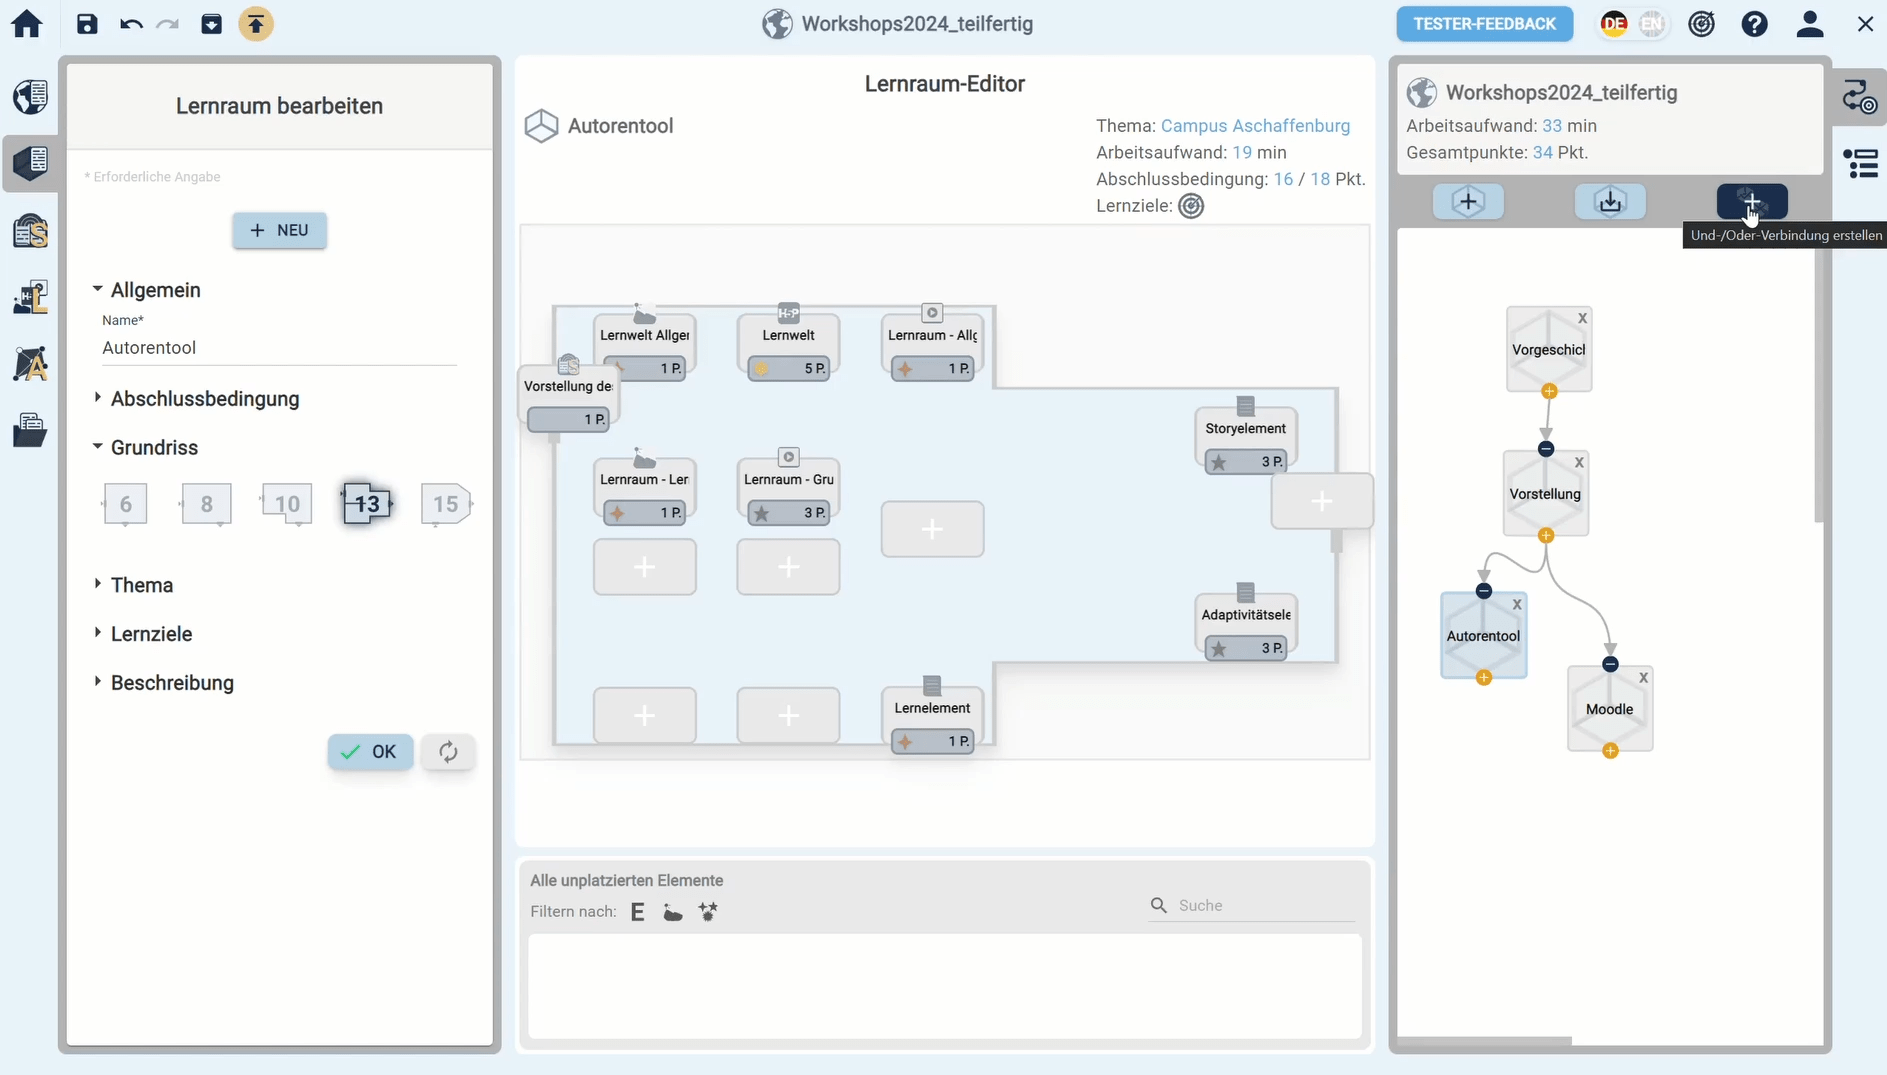 Workshops2024_teilfertig
TESTER-FEEDBACK
DE
EN
Lernraum bearbeiten
* Erforderliche Angabe
+ NEU
Allgemein
Name*
Autorentool
Abschlussbedingung
Grundriss
6
8
10
13
15
Thema
Lernziele
Beschreibung
OK
Lernraum-Editor
Autorentool
Thema: Campus Aschaffenburg
Arbeitsaufwand: 19 min
Abschlussbedingung: 16 / 18 Pkt.
Lernziele:
Lernwelt Allger
1 P.
H-P
Lernwelt
5 P.
Lernraum - Allg
1 P.
Vorstellung de
1 P.
Storyelement
3 P.
Lernraum - Ler
1 P.
Lernraum - Gru
3 P.
Adaptivitätsele
3 P.
Lernelement
1 P.
Alle unplatzierten Elemente
Filtern nach: E
Suche
Workshops2024_teilfertig
Arbeitsaufwand: 33 min
Gesamtpunkte: 34 Pkt.
Und-/Oder-Verbindung erstellen
X
Vorgeschicl
X
Vorstellung
X
Autorentool
X
Moodle